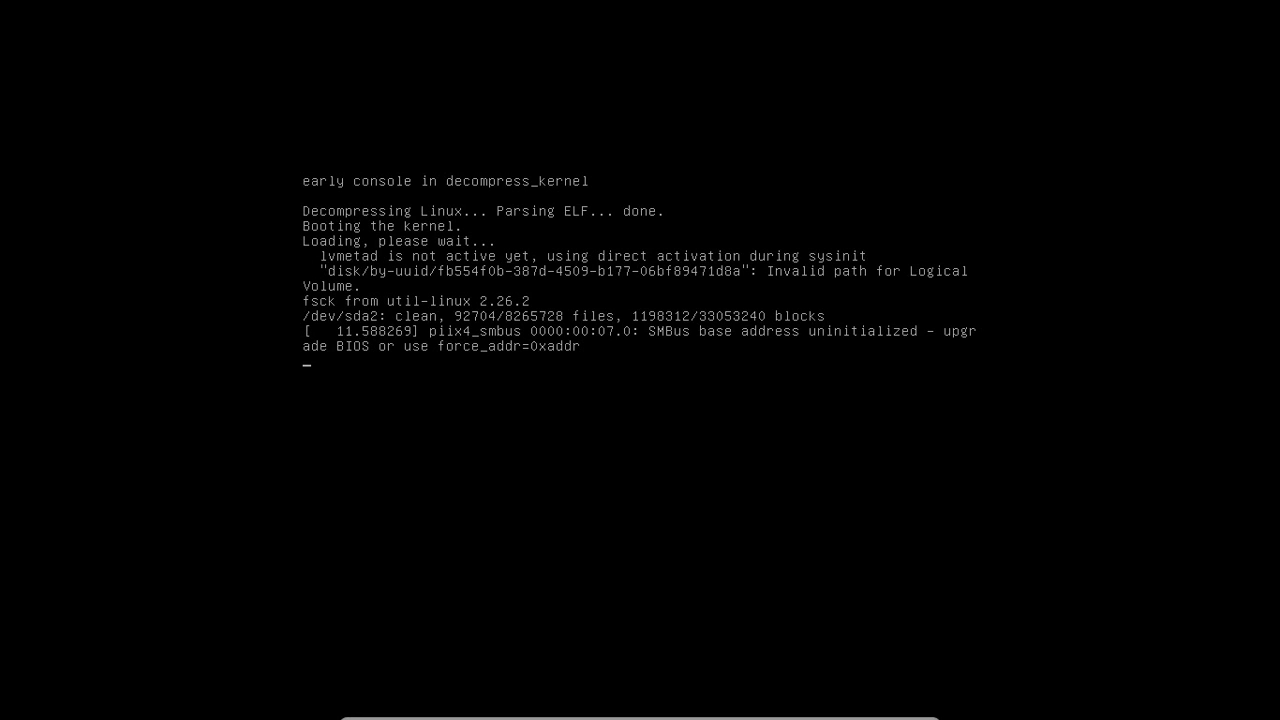 early console in decompress_kernel
Decompressing Linux... Parsing ELF... done.
Booting the kernel.
Loading, please wait...
lvmetad is not active yet, using direct activation during sysinit
"disk/by-uuid/fb554f0b-387d-4509-b177-06bf89471d8a": Invalid path for Logical
Volume.
fsck from util-linux 2.26.2
/dev/sda2: clean, 92704/8265728 files, 1198312/33053240 blocks
[   11.588269] piix4_smbus 0000:00:07.0: SMBus base address uninitialized - upgr
ade BIOS or use force_addr=0xaddr